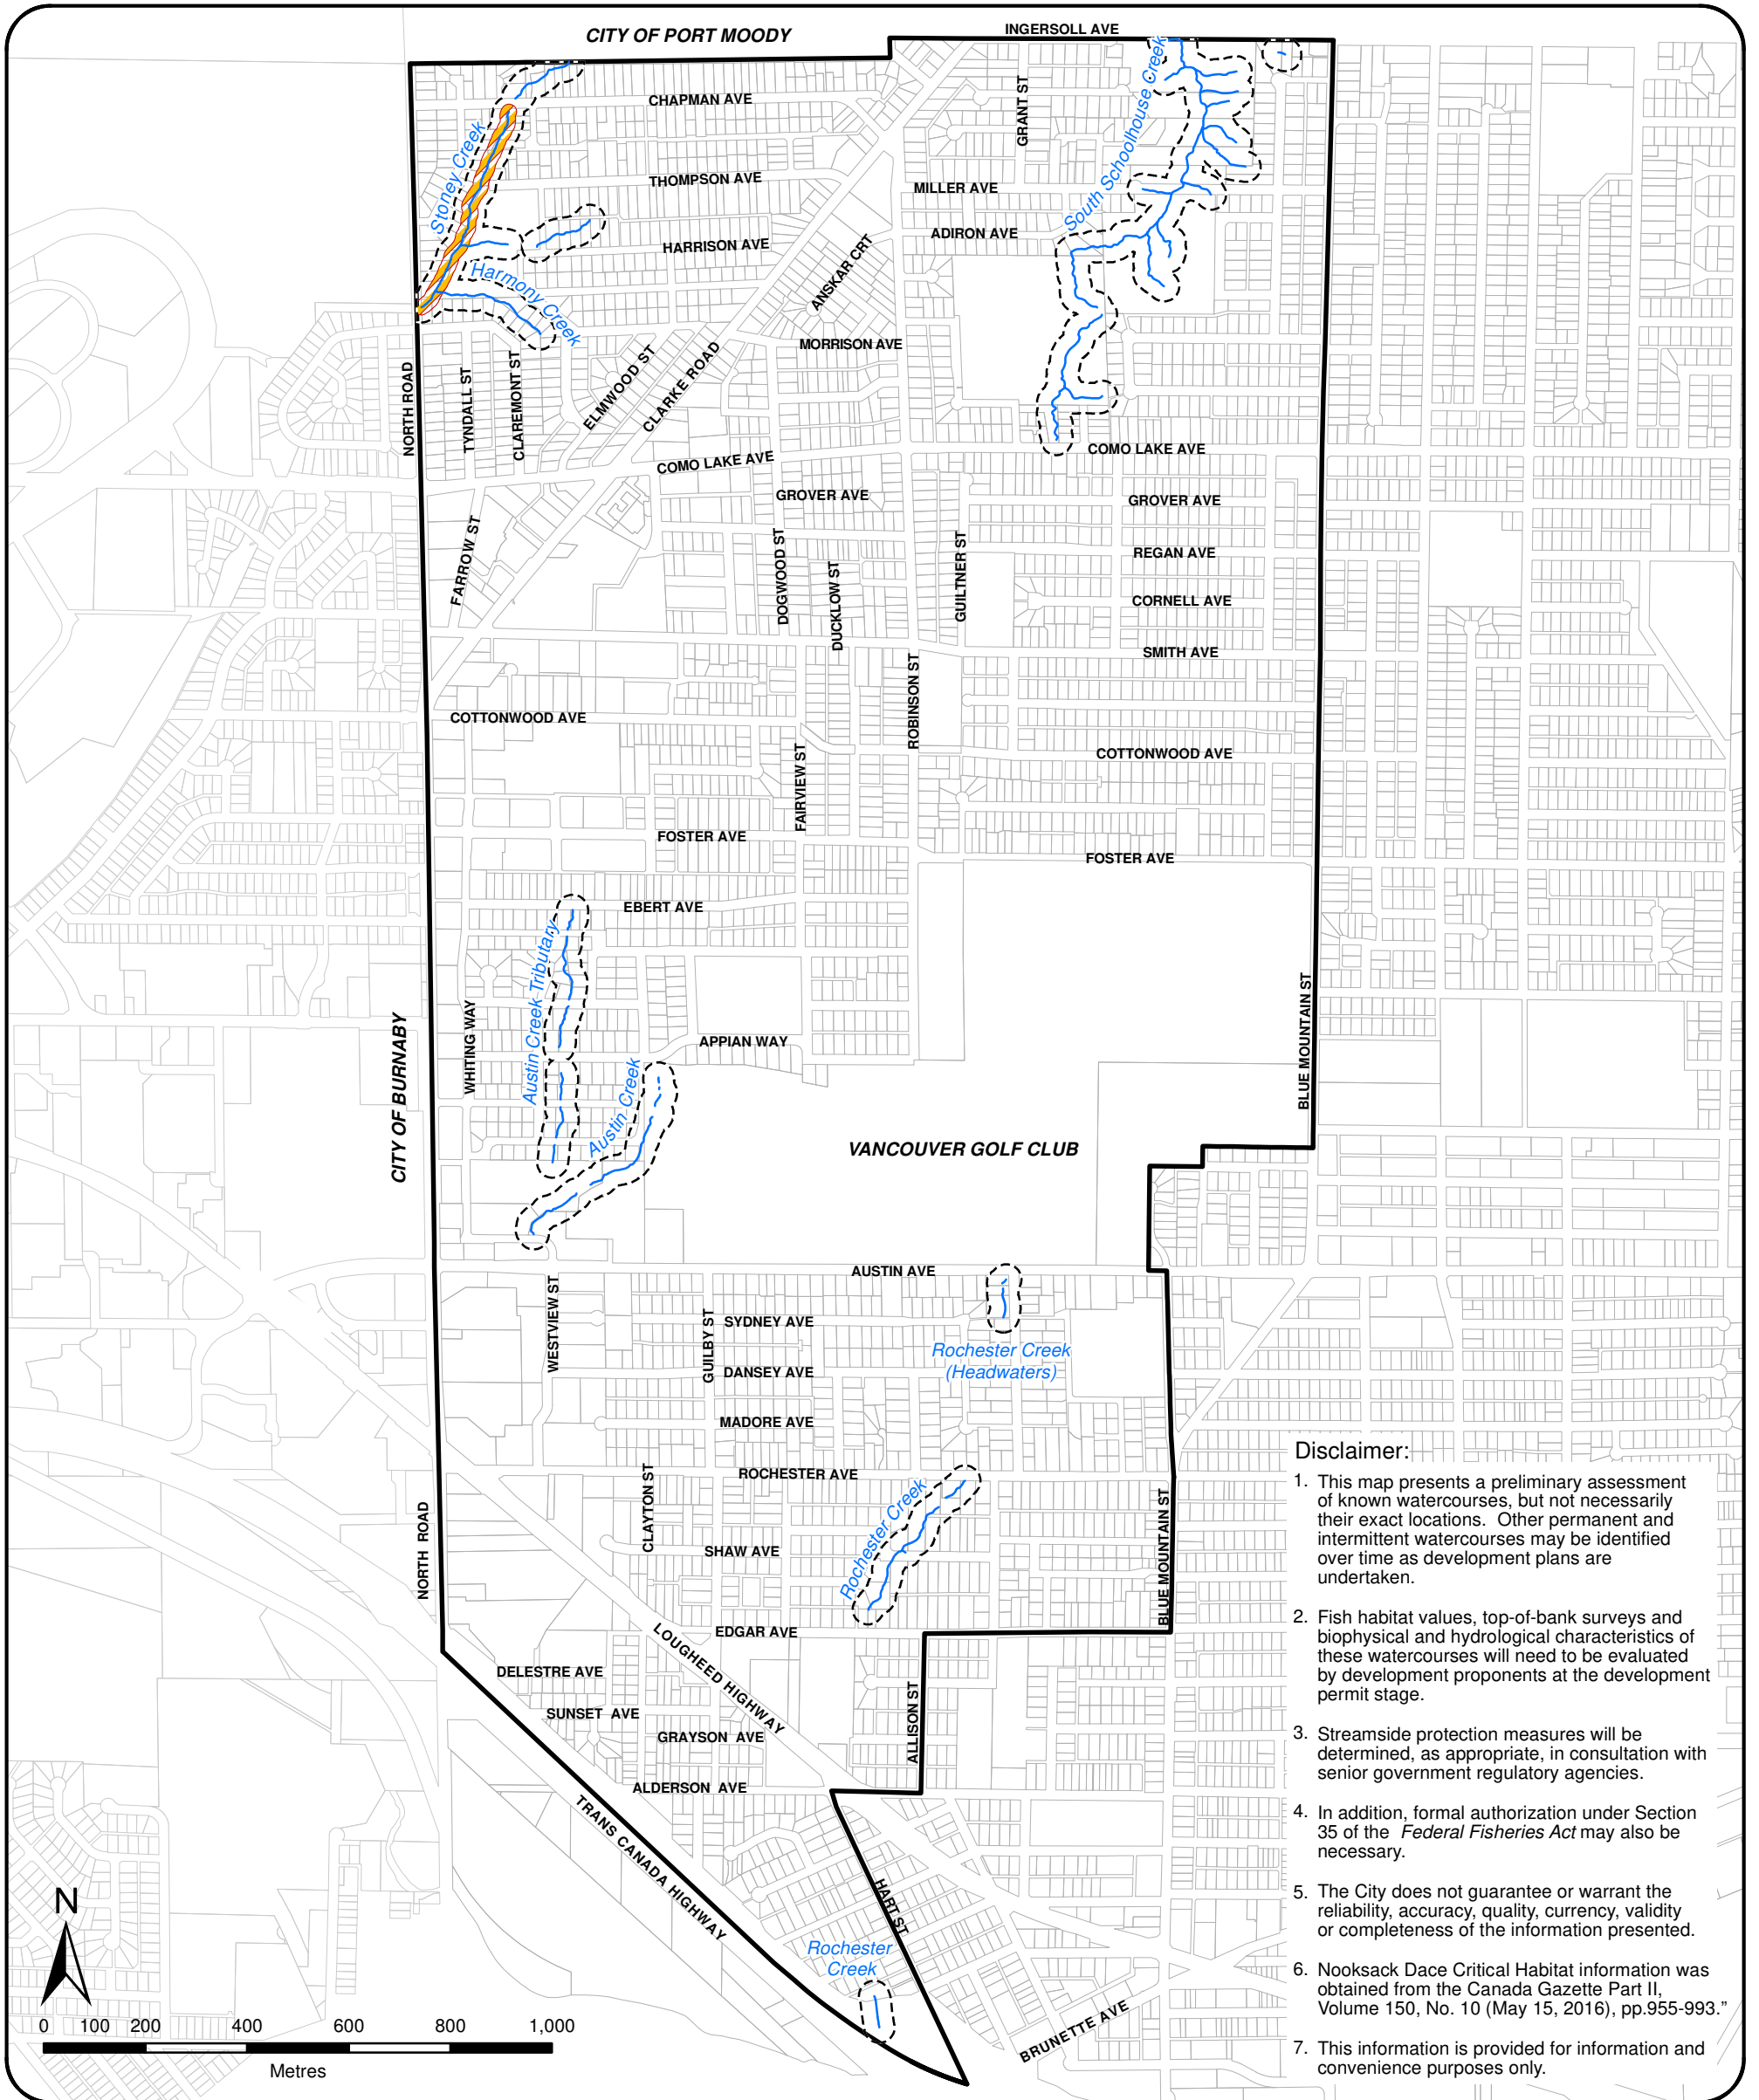 CITY OF PORT MOODY
INGERSOLL AVE
CHAPMAN AVE
GRANT ST
South Schoolhouse Creek
Stoney Creek
THOMPSON AVE
MILLER AVE
HARRISON AVE
ADIRON AVE
ANSKAR CRT
Harmony Creek
MORRISON AVE
NORTH ROAD
TYNDALL ST
CLAREMONT ST
ELMWOOD ST
CLARKE ROAD
COMO LAKE AVE
COMO LAKE AVE
GROVER AVE
GROVER AVE
FARROW ST
DOGWOOD ST
DUCKLOW ST
GUILTNER ST
REGAN AVE
CORNELL AVE
SMITH AVE
ROBINSON ST
COTTONWOOD AVE
COTTONWOOD AVE
FAIRVIEW ST
FOSTER AVE
FOSTER AVE
EBERT AVE
Austin Creek Tributary
WHITING WAY
APPIAN WAY
Austin Creek
BLUE MOUNTAIN ST
CITY OF BURNABY
VANCOUVER GOLF CLUB
AUSTIN AVE
WESTVIEW ST
GUILBY ST
SYDNEY AVE
Rochester Creek
(Headwaters)
DANSEY AVE
MADORE AVE
ROCHESTER AVE
CLAYTON ST
Rochester Creek
NORTH ROAD
SHAW AVE
BLUE MOUNTAIN ST
EDGAR AVE
LOUGHEED HIGHWAY
DELESTRE AVE
SUNSET AVE
GRAYSON AVE
ALLISON ST
ALDERSON AVE
TRANS CANADA HIGHWAY
HART ST
Rochester
Creek
BRUNETTE AVE
N
0 100 200 400 600 800 1,000
Metres
Disclaimer:
1. This map presents a preliminary assessment
of known watercourses, but not necessarily
their exact locations. Other permanent and
intermittent watercourses may be identified
over time as development plans are
undertaken.
2. Fish habitat values, top-of-bank surveys and
biophysical and hydrological characteristics of
these watercourses will need to be evaluated
by development proponents at the development
permit stage.
3. Streamside protection measures will be
determined, as appropriate, in consultation with
senior government regulatory agencies.
4. In addition, formal authorization under Section
35 of the Federal Fisheries Act may also be
necessary.
5. The City does not guarantee or warrant the
reliability, accuracy, quality, currency, validity
or completeness of the information presented.
6. Nooksack Dace Critical Habitat information was
obtained from the Canada Gazette Part II,
Volume 150, No. 10 (May 15, 2016), pp.955-993.”
7. This information is provided for information and
convenience purposes only.